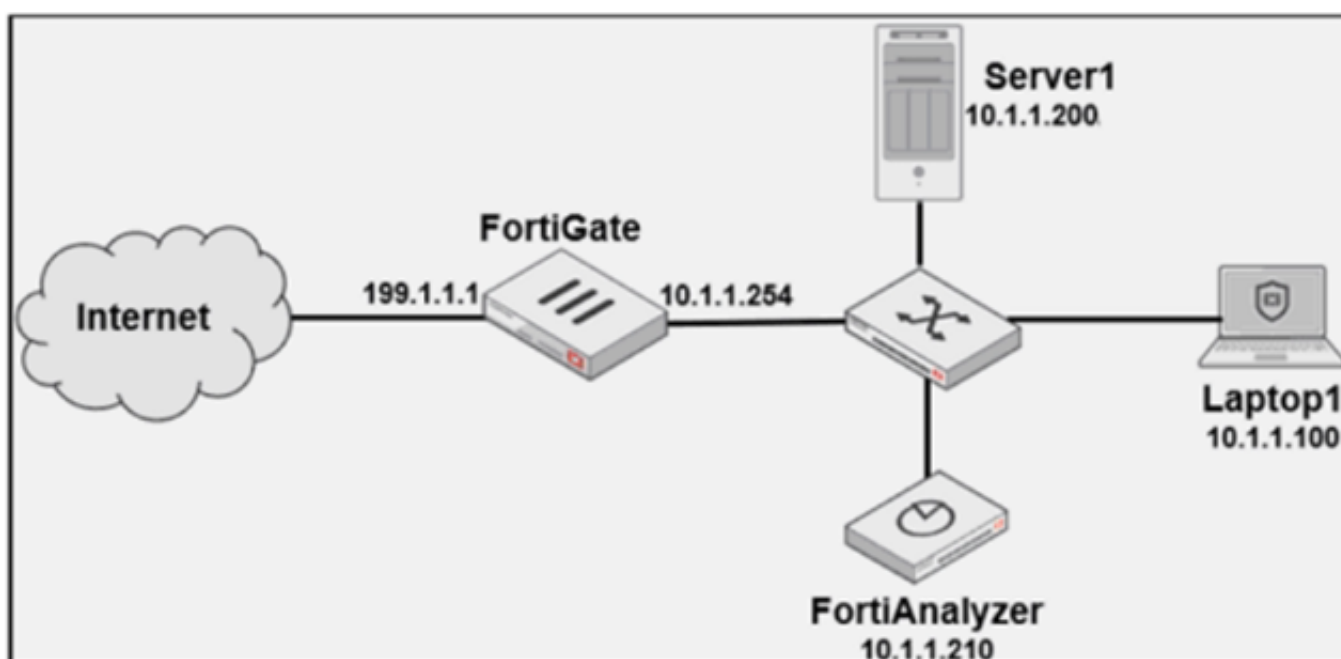 Server1
10.1.1.200
FortiGate
199.1.1.1
10.1.1.254
Internet
Laptop1
10.1.1.100
FortiAnalyzer
10.1.1.210